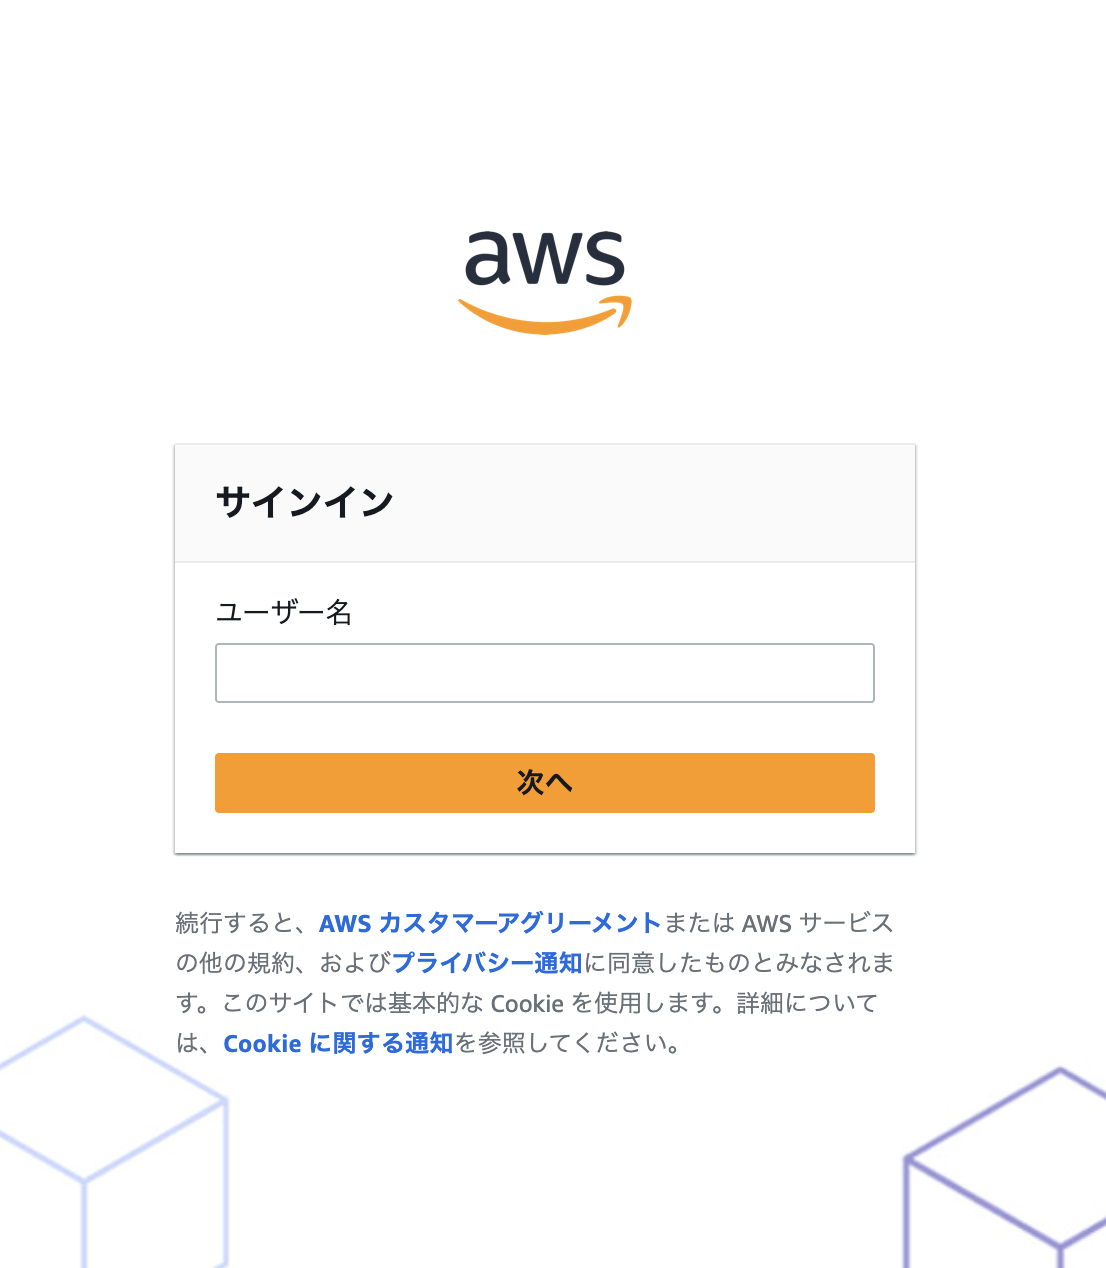 aws
サインイン
ユーザー名
次へ
続行すると、AWS カスタマーアグリーメントまたは AWS サービス
の他の規約、およびプライバシー通知に同意したものとみなされま
す。このサイトでは基本的な Cookie を使用します。詳細について
は、Cookie に関する通知を参照してください。